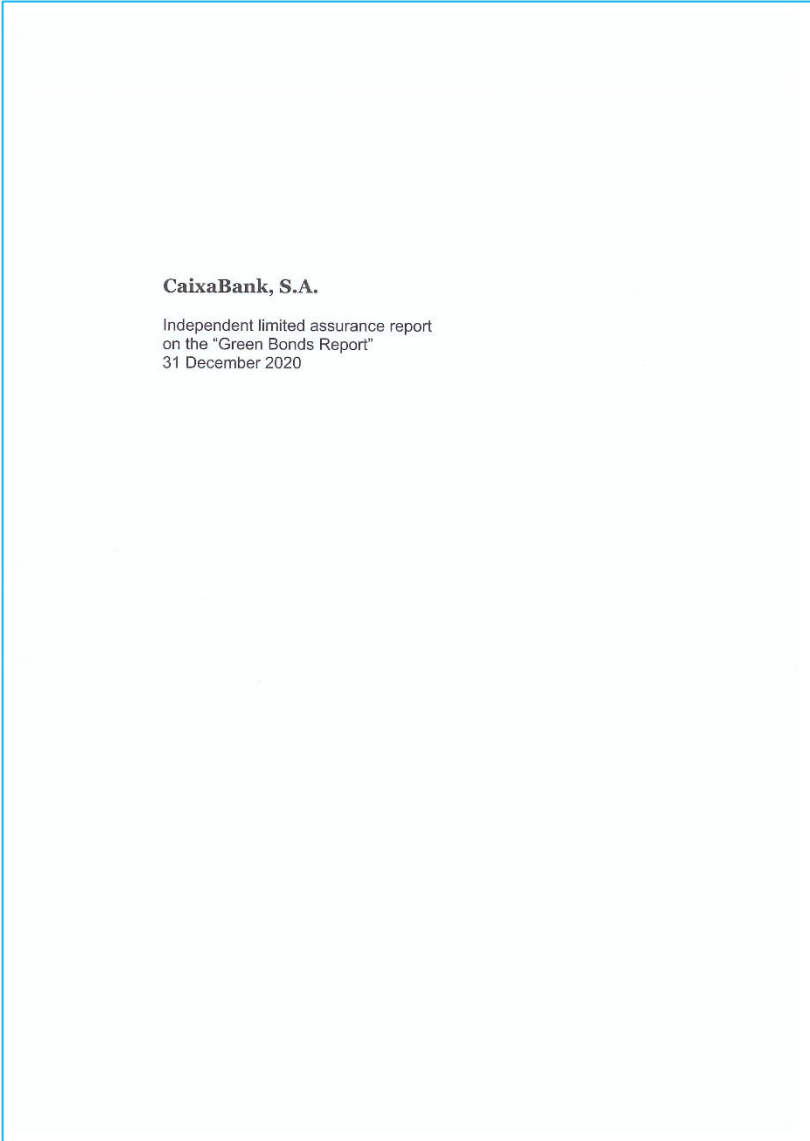 CaixaBank, S.A.
Independent limited assurance report
on the “Green Bonds Report”
31 December 2020